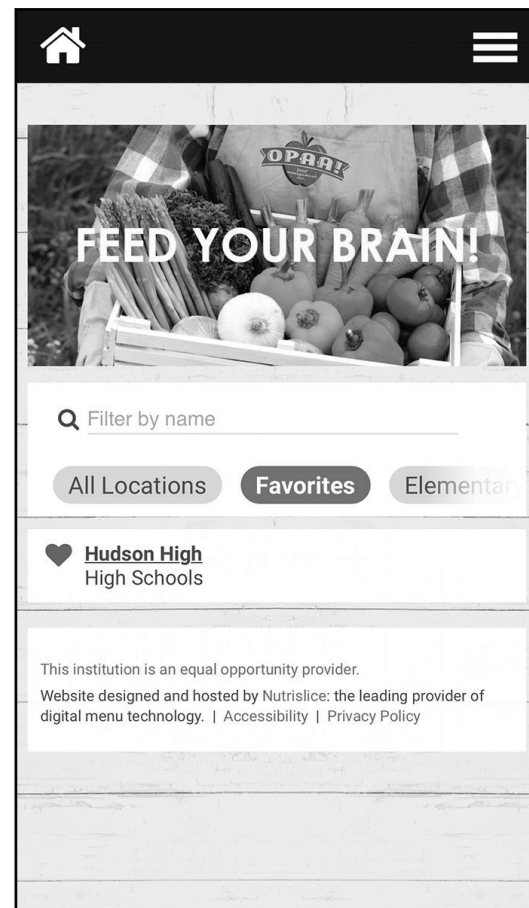 OPAA!
FEED YOUR BRAIN!
Filter by name
All Locations Favorites Elementary
Hudson High
High Schools
This institution is an equal opportunity provider.
Website designed and hosted by Nutrislice: the leading provider of
digital menu technology. | Accessibility | Privacy Policy